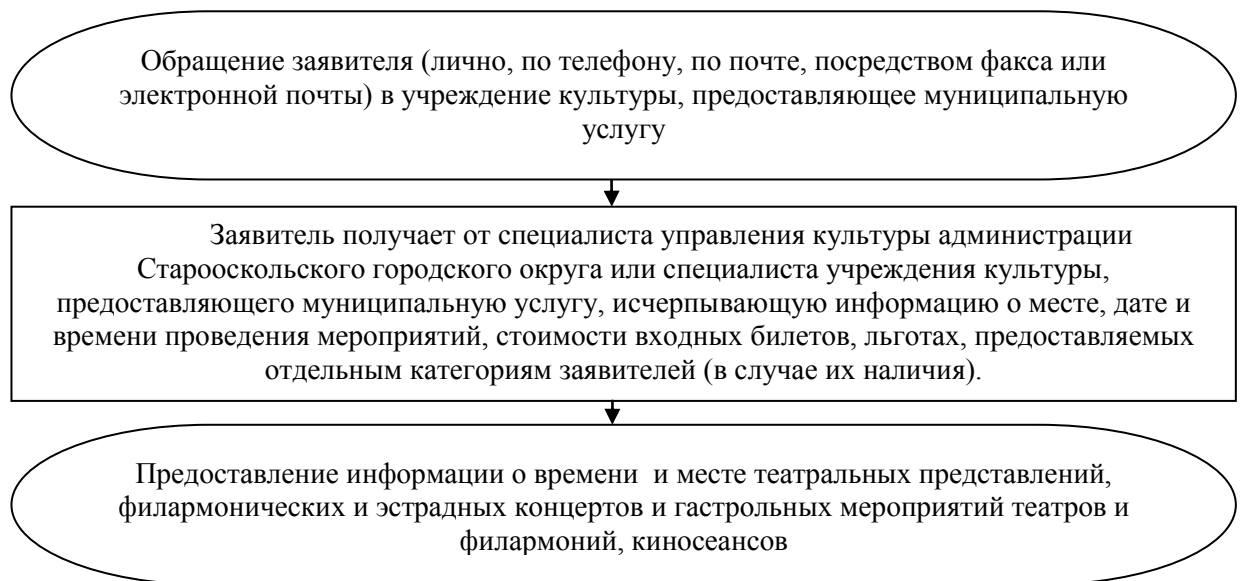 Обращение заявителя (лично, по телефону, по почте, посредством факса или
электронной почты) в учреждение культуры, предоставляющее муниципальную
услугу
Заявитель получает от специалиста управления культуры администрации
Старооскольского городского округа или специалиста учреждения культуры,
предоставляющего муниципальную услугу, исчерпывающую информацию о месте, дате и
времени проведения мероприятий, стоимости входных билетов, льготах, предоставляемых
отдельным категориям заявителей (в случае их наличия).
Предоставление информации о времени и месте театральных представлений,
филармонических и эстрадных концертов и гастрольных мероприятий театров и
филармоний, киносеансов